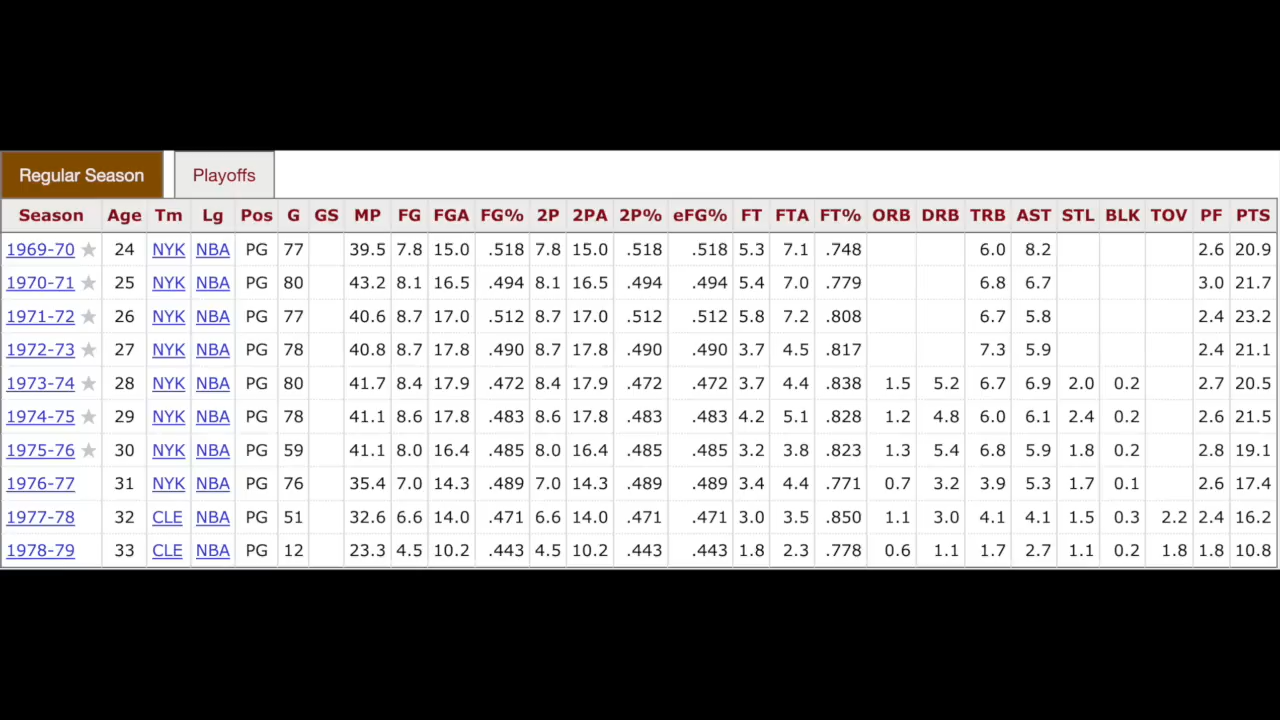 Regular Season Playoffs
Season Age Tm Lg Pos G GS MP FG FGA FG% 2P 2PA 2P% eFG% FT FTA FT% ORB DRB TRB AST STL BLK TOV PF PTS
1969-70 ★ 24 NYK NBA PG 77 39.5 7.8 15.0 .518 7.8 15.0 .518 .518 5.3 7.1 .748 6.0 8.2 2.6 20.9
1970-71 ★ 25 NYK NBA PG 80 43.2 8.1 16.5 .494 8.1 16.5 .494 .494 5.4 7.0 .779 6.8 6.7 3.0 21.7
1971-72 ★ 26 NYK NBA PG 77 40.6 8.7 17.0 .512 8.7 17.0 .512 .512 5.8 7.2 .808 6.7 5.8 2.4 23.2
1972-73 ★ 27 NYK NBA PG 78 40.8 8.7 17.8 .490 8.7 17.8 .490 .490 3.7 4.5 .817 7.3 5.9 2.4 21.1
1973-74 ★ 28 NYK NBA PG 80 41.7 8.4 17.9 .472 8.4 17.9 .472 .472 3.7 4.4 .838 1.5 5.2 6.7 6.9 2.0 0.2 2.7 20.5
1974-75 ★ 29 NYK NBA PG 78 41.1 8.6 17.8 .483 8.6 17.8 .483 .483 4.2 5.1 .828 1.2 4.8 6.0 6.1 2.4 0.2 2.6 21.5
1975-76 ★ 30 NYK NBA PG 59 41.1 8.0 16.4 .485 8.0 16.4 .485 .485 3.2 3.8 .823 1.3 5.4 6.8 5.9 1.8 0.2 2.8 19.1
1976-77 31 NYK NBA PG 76 35.4 7.0 14.3 .489 7.0 14.3 .489 .489 3.4 4.4 .771 0.7 3.2 3.9 5.3 1.7 0.1 2.6 17.4
1977-78 32 CLE NBA PG 51 32.6 6.6 14.0 .471 6.6 14.0 .471 .471 3.0 3.5 .850 1.1 3.0 4.1 4.1 1.5 0.3 2.2 2.4 16.2
1978-79 33 CLE NBA PG 12 23.3 4.5 10.2 .443 4.5 10.2 .443 .443 1.8 2.3 .778 0.6 1.1 1.7 2.7 1.1 0.2 1.8 1.8 10.8